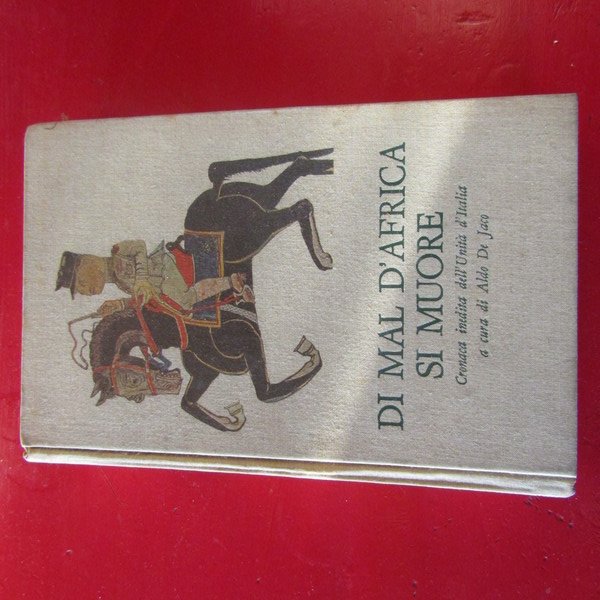 DI MAL D'AFRICA
SI MUORE
Cronaca inedita dell'Unità d'Italia
a cura di Aldo De Jaco